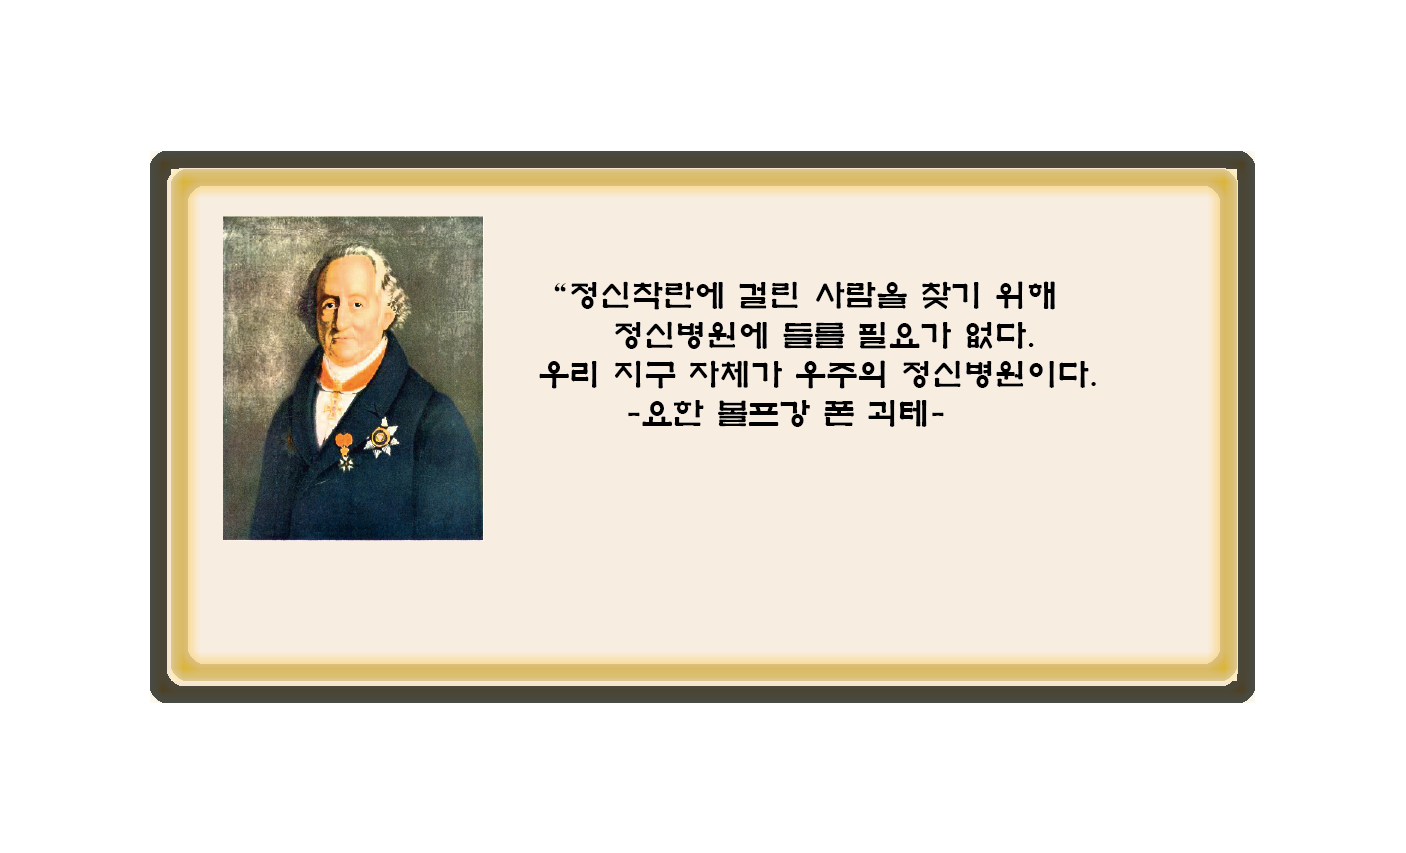 “정신착란에 걸린 사람을 찾기 위해
정신병원에 들를 필요가 없다.
우리 지구 자체가 우주의 정신병원이다.
-요한 볼프강 폰 괴테-